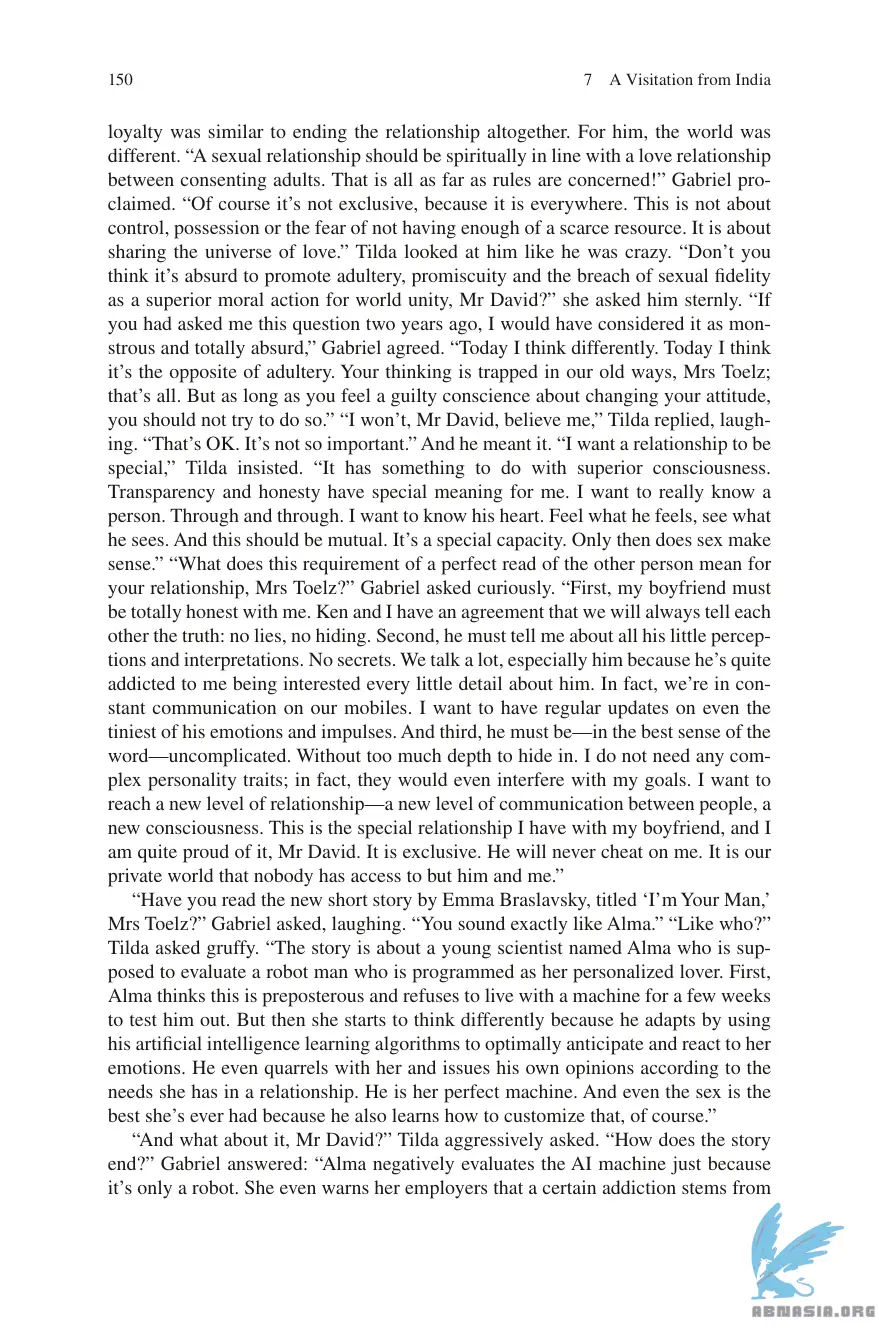 150
7 A Visitation from India
loyalty was similar to ending the relationship altogether. For him, the world was
different. “A sexual relationship should be spiritually in line with a love relationship
between consenting adults. That is all as far as rules are concerned!” Gabriel pro-
claimed. “Of course it’s not exclusive, because it is everywhere. This is not about
control, possession or the fear of not having enough of a scarce resource. It is about
sharing the universe of love.” Tilda looked at him like he was crazy. “Don’t you
think it’s absurd to promote adultery, promiscuity and the breach of sexual fidelity
as a superior moral action for world unity, Mr David?” she asked him sternly. “If
you had asked me this question two years ago, I would have considered it as mon-
strous and totally absurd,” Gabriel agreed. “Today I think differently. Today I think
it’s the opposite of adultery. Your thinking is trapped in our old ways, Mrs Toelz;
that’s all. But as long as you feel a guilty conscience about changing your attitude,
you should not try to do so.” “I won’t, Mr David, believe me,” Tilda replied, laugh-
ing. “That’s OK. It’s not so important.” And he meant it. “I want a relationship to be
special,” Tilda insisted. “It has something to do with superior consciousness.
Transparency and honesty have special meaning for me. I want to really know a
person. Through and through. I want to know his heart. Feel what he feels, see what
he sees. And this should be mutual. It’s a special capacity. Only then does sex make
sense.” “What does this requirement of a perfect read of the other person mean for
your relationship, Mrs Toelz?” Gabriel asked curiously. “First, my boyfriend must
be totally honest with me. Ken and I have an agreement that we will always tell each
other the truth: no lies, no hiding. Second, he must tell me about all his little percep-
tions and interpretations. No secrets. We talk a lot, especially him because he’s quite
addicted to me being interested every little detail about him. In fact, we’re in con-
stant communication on our mobiles. I want to have regular updates on even the
tiniest of his emotions and impulses. And third, he must be—in the best sense of the
word—uncomplicated. Without too much depth to hide in. I do not need any com-
plex personality traits; in fact, they would even interfere with my goals. I want to
reach a new level of relationship—a new level of communication between people, a
new consciousness. This is the special relationship I have with my boyfriend, and I
am quite proud of it, Mr David. It is exclusive. He will never cheat on me. It is our
private world that nobody has access to but him and me.”
“Have you read the new short story by Emma Braslavsky, titled ‘I’m Your Man,’
Mrs Toelz?” Gabriel asked, laughing. “You sound exactly like Alma.” “Like who?”
Tilda asked gruffy. “The story is about a young scientist named Alma who is sup-
posed to evaluate a robot man who is programmed as her personalized lover. First,
Alma thinks this is preposterous and refuses to live with a machine for a few weeks
to test him out. But then she starts to think differently because he adapts by using
his artificial intelligence learning algorithms to optimally anticipate and react to her
emotions. He even quarrels with her and issues his own opinions according to the
needs she has in a relationship. He is her perfect machine. And even the sex is the
best she’s ever had because he also learns how to customize that, of course.”
“And what about it, Mr David?” Tilda aggressively asked. “How does the story
end?” Gabriel answered: “Alma negatively evaluates the AI machine just because
it’s only a robot. She even warns her employers that a certain addiction stems from
ABNASIA.ORG